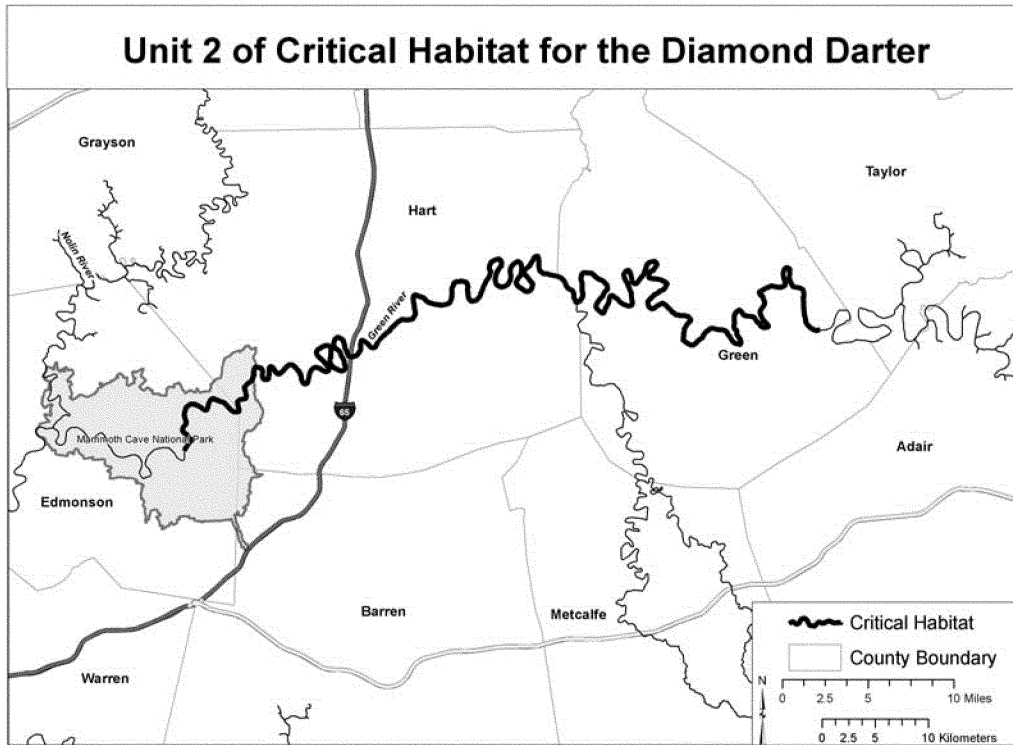 Unit 2 of Critical Habitat for the Diamond Darter
Grayson
Taylor
Hart
Nolin River
Green River
Green
65
Mammoth Cave National Park
Adair
Edmonson
Barren
Metcalfe
Warren
Critical Habitat
County Boundary
N
0 2.5 5 10 Miles
0 2.5 5 10 Kilometers